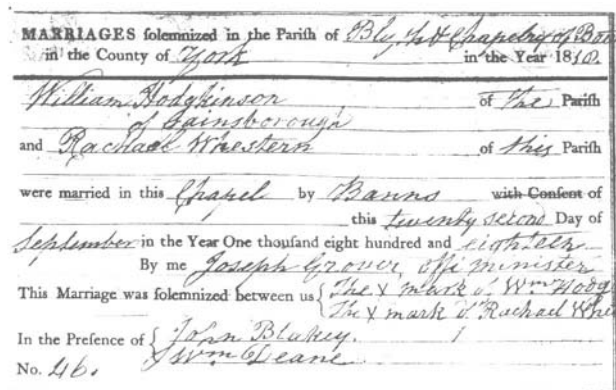 MARRIAGES solemnized in the Parish of Blyth & Chapelry of
in the County of York in the Year 1818.
William Hodgkinson of the Parish
of Gainsborough
and Rachael Whestern of this Parish
were married in this Chapel by Banns with Consent of
this twenty second Day of
September in the Year One thousand eight hundred and eighteen
By me Joseph Grover, Offi minister
This Marriage was solemnized between us { The X mark of Wm Hodg
The X mark of Rachael Whe
In the Presence of { John Blakey.
Wm Deane.
No. 46.